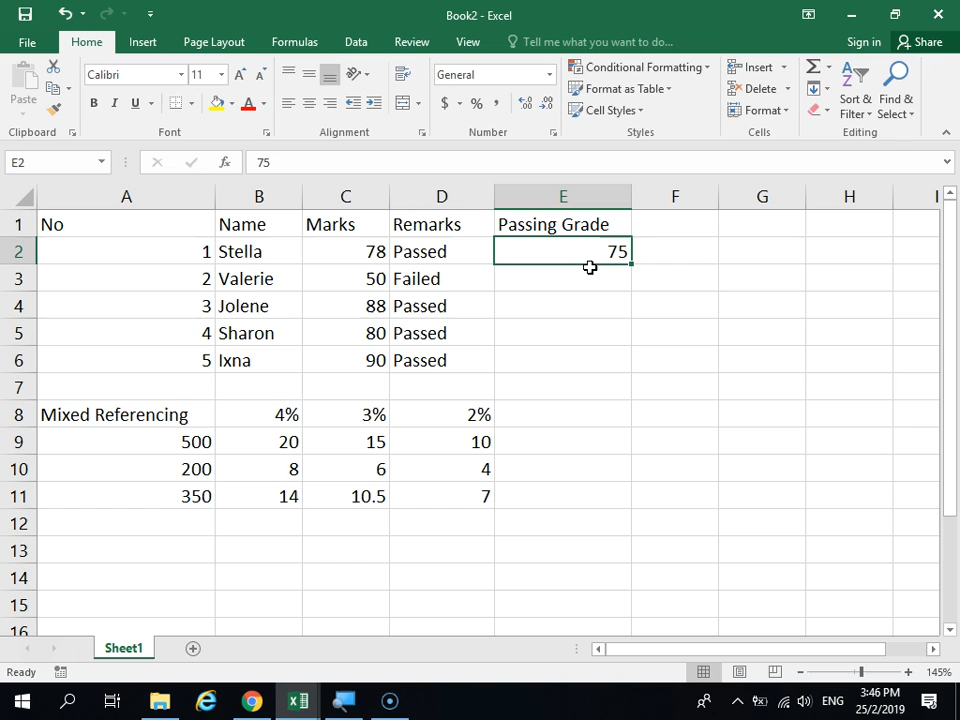 Book2 - Excel
File Home Insert Page Layout Formulas Data Review View Tell me what you want to do... Sign in Share
Paste Calibri 11 A A General Conditional Formatting Insert
B I U A $ % , Format as Table Delete Sort & Find &
Cell Styles Format Filter Select
Clipboard Font Alignment Number Styles Cells Editing
E2 fx 75
A B C D E F G H I
1 No Name Marks Remarks Passing Grade
2 1 Stella 78 Passed 75
3 2 Valerie 50 Failed
4 3 Jolene 88 Passed
5 4 Sharon 80 Passed
6 5 Ixna 90 Passed
7
8 Mixed Referencing 4% 3% 2%
9 500 20 15 10
10 200 8 6 4
11 350 14 10.5 7
12
13
14
15
16
Sheet1
Ready 145%
ENG 3:46 PM
25/2/2019